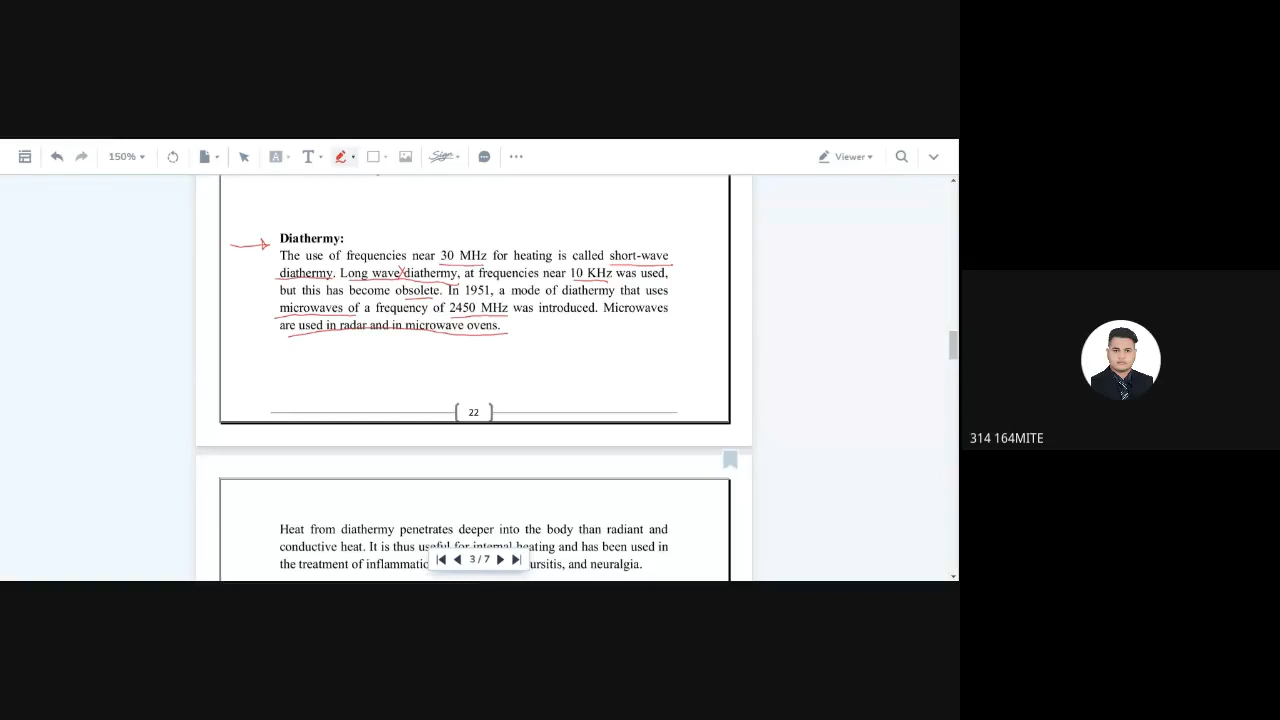 150%
T
Sign
Viewer
Diathermy:
The use of frequencies near 30 MHz for heating is called short-wave
diathermy. Long wave diathermy, at frequencies near 10 KHz was used,
but this has become obsolete. In 1951, a mode of diathermy that uses
microwaves of a frequency of 2450 MHz was introduced. Microwaves
are used in radar and in microwave ovens.
22
Heat from diathermy penetrates deeper into the body than radiant and
conductive heat. It is thus useful for internal heating and has been used in
the treatment of inflammatio ursitis, and neuralgia.
3 / 7
314 164MITE